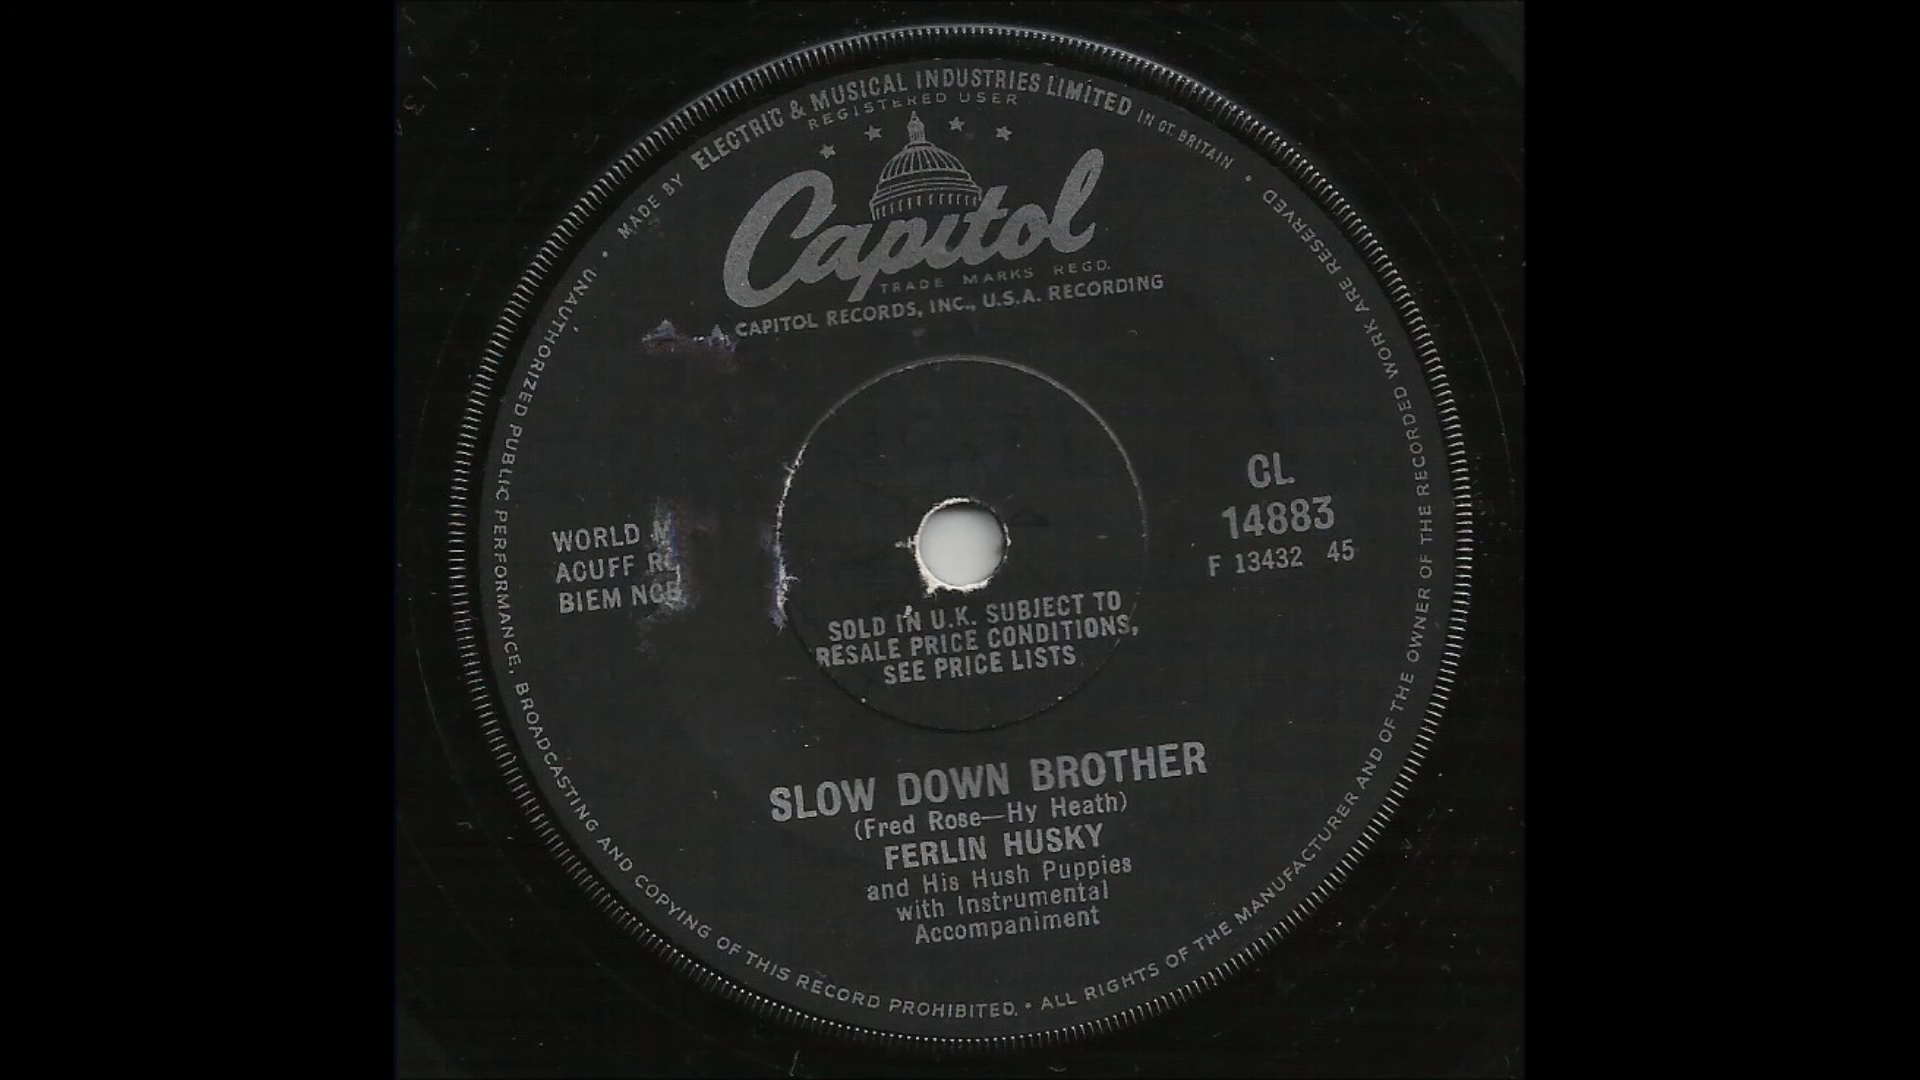 MADE BY ELECTRIC & MUSICAL INDUSTRIES LIMITED IN GT. BRITAIN
REGISTERED USER
Capitol
TRADE MARKS REGD.
CAPITOL RECORDS, INC., U.S.A. RECORDING
CL
14883
F 13432 45
WORLD
ACUFF
BIEM
SOLD IN U.K. SUBJECT TO
RESALE PRICE CONDITIONS,
SEE PRICE LISTS
SLOW DOWN BROTHER
(Fred Rose—Hy Heath)
FERLIN HUSKY
and His Hush Puppies
with Instrumental
Accompaniment
UNAUTHORIZED PUBLIC PERFORMANCE, BROADCASTING AND COPYING OF THIS RECORD PROHIBITED. • ALL RIGHTS OF THE MANUFACTURER AND OF THE OWNER OF THE RECORDED WORK ARE RESERVED •